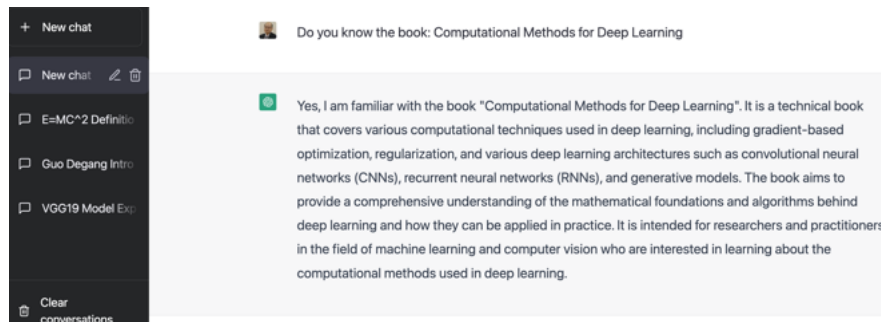 New chat
New chat
E=MC^2 Definitio
Guo Degang Intro
VGG19 Model Exp
Clear
conversations
Do you know the book: Computational Methods for Deep Learning
Yes, I am familiar with the book "Computational Methods for Deep Learning". It is a technical book
that covers various computational techniques used in deep learning, including gradient-based
optimization, regularization, and various deep learning architectures such as convolutional neural
networks (CNNs), recurrent neural networks (RNNs), and generative models. The book aims to
provide a comprehensive understanding of the mathematical foundations and algorithms behind
deep learning and how they can be applied in practice. It is intended for researchers and practitioners
in the field of machine learning and computer vision who are interested in learning about the
computational methods used in deep learning.